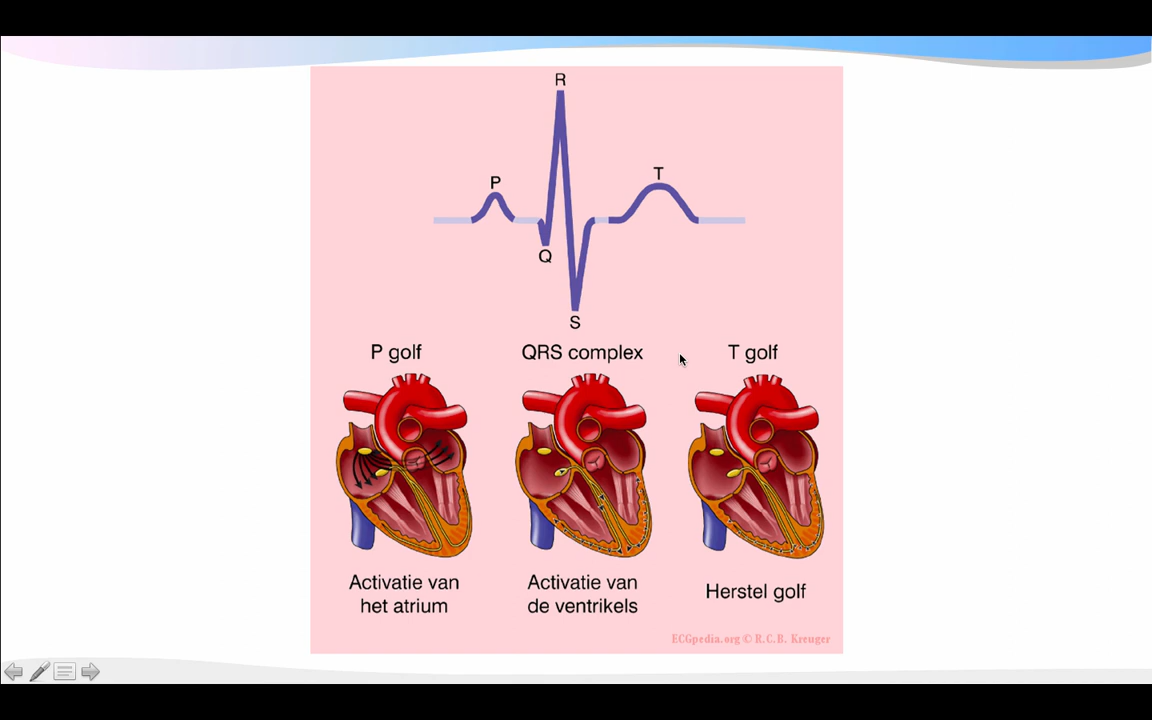 R
P
T
Q
S
P golf
QRS complex
T golf
Activatie van
het atrium
Activatie van
de ventrikels
Herstel golf
ECGpedia.org © R.C.B. Kreuger